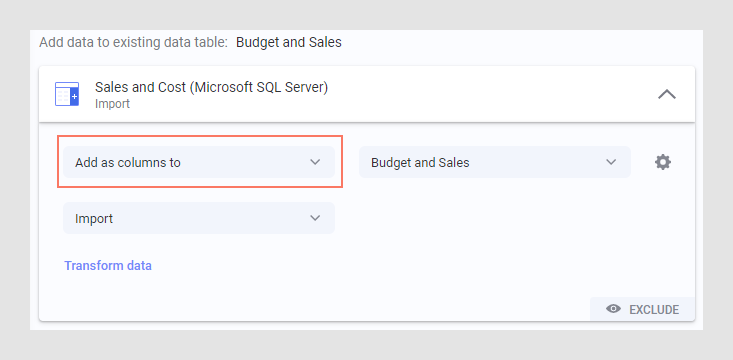 Add data to existing data table: Budget and Sales
Sales and Cost (Microsoft SQL Server)
Import
Add as columns to
Budget and Sales
Import
Transform data
EXCLUDE